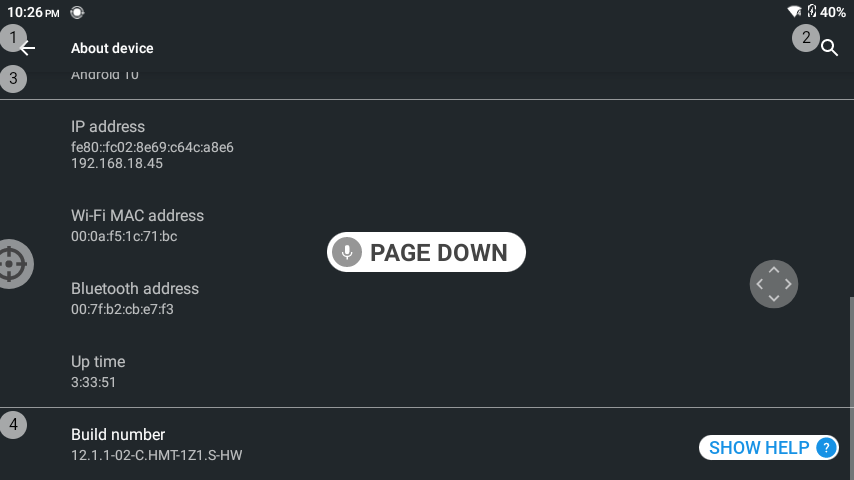 10:26 PM
40%
1
About device
2
3
Android 10
IP address
fe80::fc02:8e69:c64c:a8e6
192.168.18.45
Wi-Fi MAC address
00:0a:f5:1c:71:bc
PAGE DOWN
Bluetooth address
00:7f:b2:cb:e7:f3
Up time
3:33:51
4
Build number
12.1.1-02-C.HMT-1Z1.S-HW
SHOW HELP ?